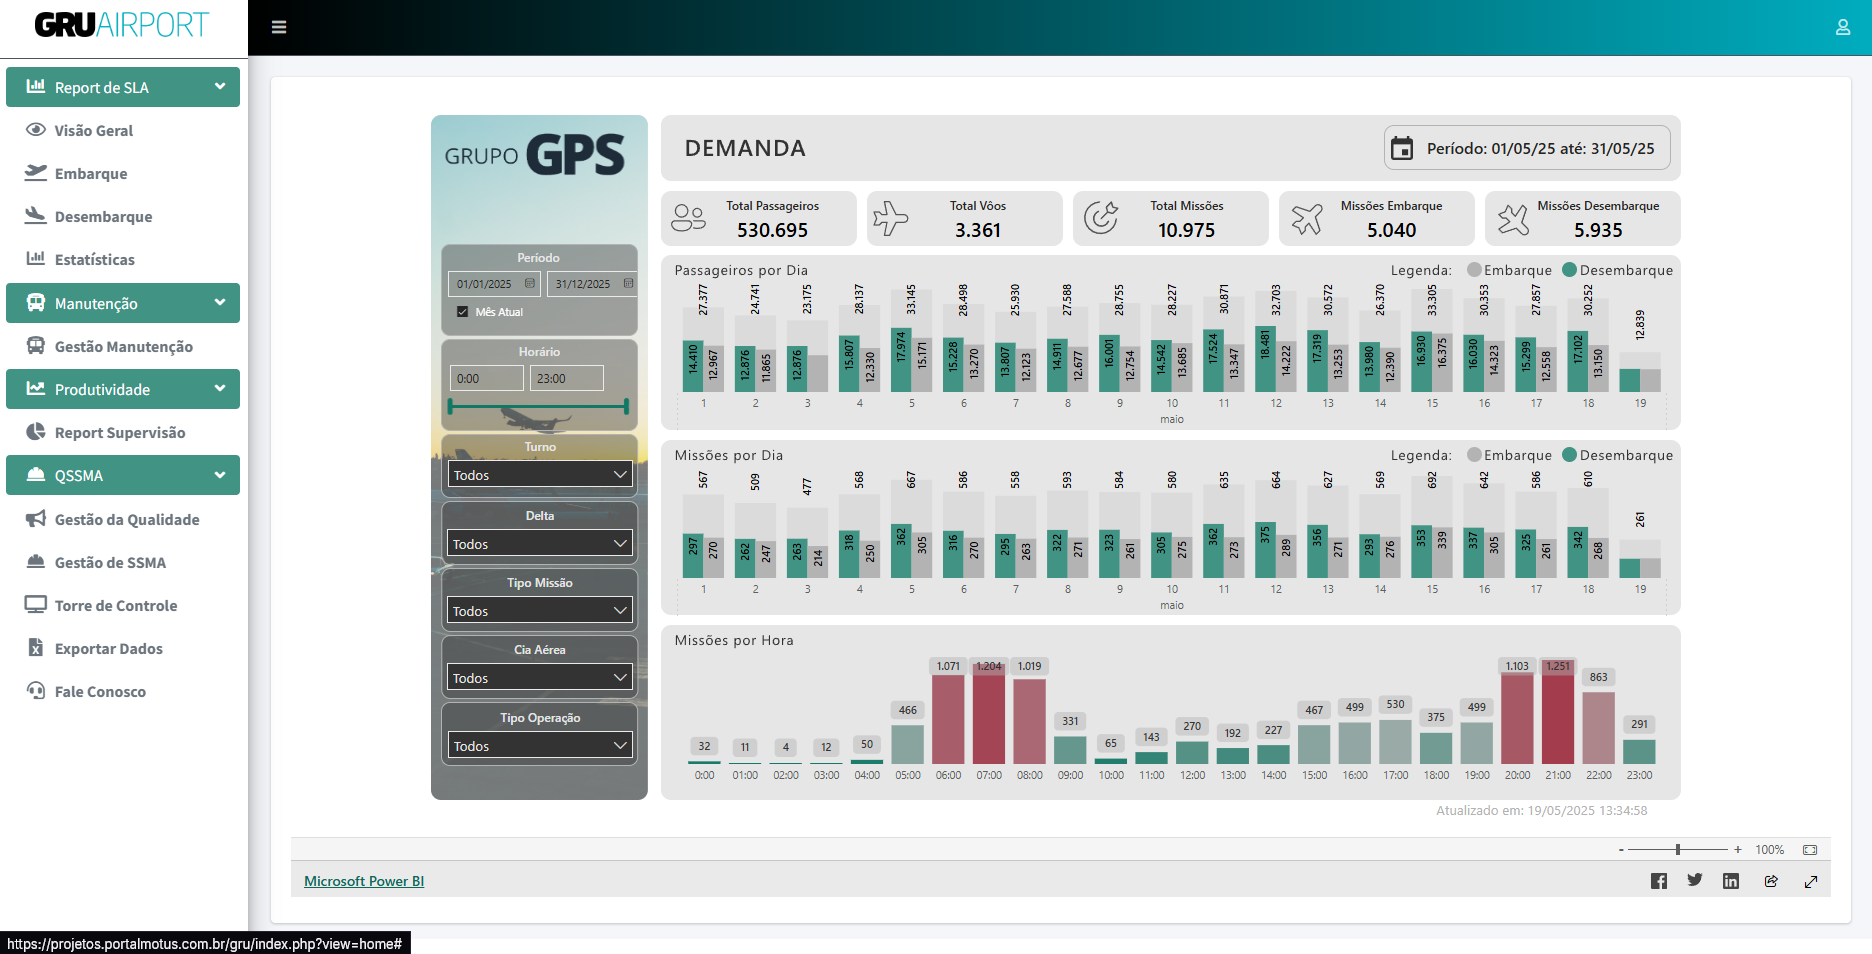 GRUAIRPORT
Report de SLA
Visão Geral
Embarque
Desembarque
Estatísticas
Manutenção
Gestão Manutenção
Produtividade
Report Supervisão
QSSMA
Gestão da Qualidade
Gestão de SSMA
Torre de Controle
Exportar Dados
Fale Conosco
GRUPO GPS
Período
01/01/2025 31/12/2025
Mês Atual
Horário
0:00 23:00
Turno
Todos
Delta
Todos
Tipo Missão
Todos
Cia Aérea
Todos
Tipo Operação
Todos
DEMANDA
Período: 01/05/25 até: 31/05/25
Total Passageiros
530.695
Total Vôos
3.361
Total Missões
10.975
Missões Embarque
5.040
Missões Desembarque
5.935
Passageiros por Dia
Legenda: Embarque Desembarque
27.377 24.741 23.175 28.137 33.145 28.498 25.930 27.588 28.755 28.227 30.871 32.703 30.572 26.370 33.305 30.353 27.857 30.252 12.839
14.410 12.967 12.876 11.865 12.876 15.807 12.330 17.974 15.171 15.228 13.270 13.807 12.123 14.911 12.677 16.001 12.754 14.542 13.685 17.524 13.347 18.481 14.222 17.319 13.253 13.980 12.390 16.930 16.375 16.030 14.323 15.299 12.558 17.102 13.150
1 2 3 4 5 6 7 8 9 10 11 12 13 14 15 16 17 18 19
maio
Missões por Dia
Legenda: Embarque Desembarque
567 509 477 568 667 586 558 593 584 580 635 664 627 569 692 642 586 610 261
297 270 262 247 263 214 318 250 362 305 316 270 295 263 322 271 323 261 305 275 362 273 375 289 356 271 293 276 353 339 337 305 325 261 342 268
1 2 3 4 5 6 7 8 9 10 11 12 13 14 15 16 17 18 19
maio
Missões por Hora
32 11 4 12 50 466 1.071 1.204 1.019 331 65 143 270 192 227 467 499 530 375 499 1.103 1.251 863 291
0:00 01:00 02:00 03:00 04:00 05:00 06:00 07:00 08:00 09:00 10:00 11:00 12:00 13:00 14:00 15:00 16:00 17:00 18:00 19:00 20:00 21:00 22:00 23:00
Atualizado em: 19/05/2025 13:34:58
- + 100%
Microsoft Power BI
https://projetos.portalmotus.com.br/gru/index.php?view=home#